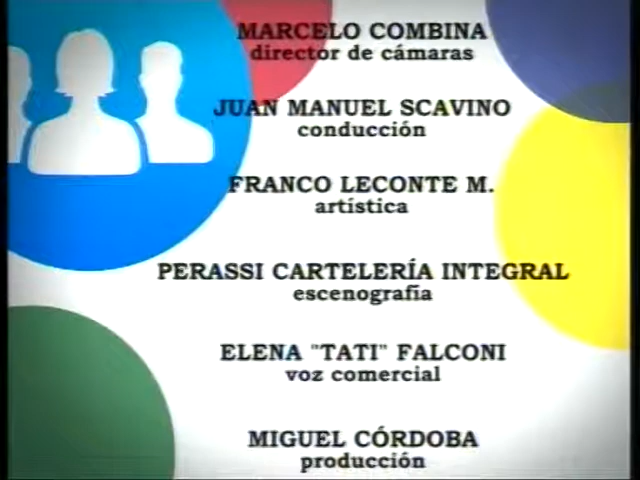 MARCELO COMBINA
director de cámaras
JUAN MANUEL SCAVINO
conducción
FRANCO LECONTE M.
artística
PERASSI CARTELERÍA INTEGRAL
escenografía
ELENA "TATI" FALCONI
voz comercial
MIGUEL CÓRDOBA
producción